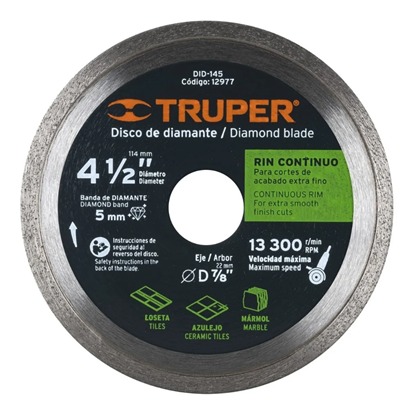 DID-145
Código: 12977
TRUPER®
Disco de diamante / Diamond blade
114 mm
4 ½" Diámetro
Diameter
Banda de DIAMANTE
DIAMOND band
5 mm
RIN CONTINUO
Para cortes de
acabado extra fino
CONTINUOUS RIM
For extra smooth
finish cuts
Instrucciones de
seguridad al
reverso del disco.
Safety instructions in the
back of the blade.
Eje / Arbor
22 mm
Ø D 7/8"
13 300 r/min
RPM
Velocidad máxima
Maximum speed
LOSETA
TILES
AZULEJO
CERAMIC TILES
MÁRMOL
MARBLE